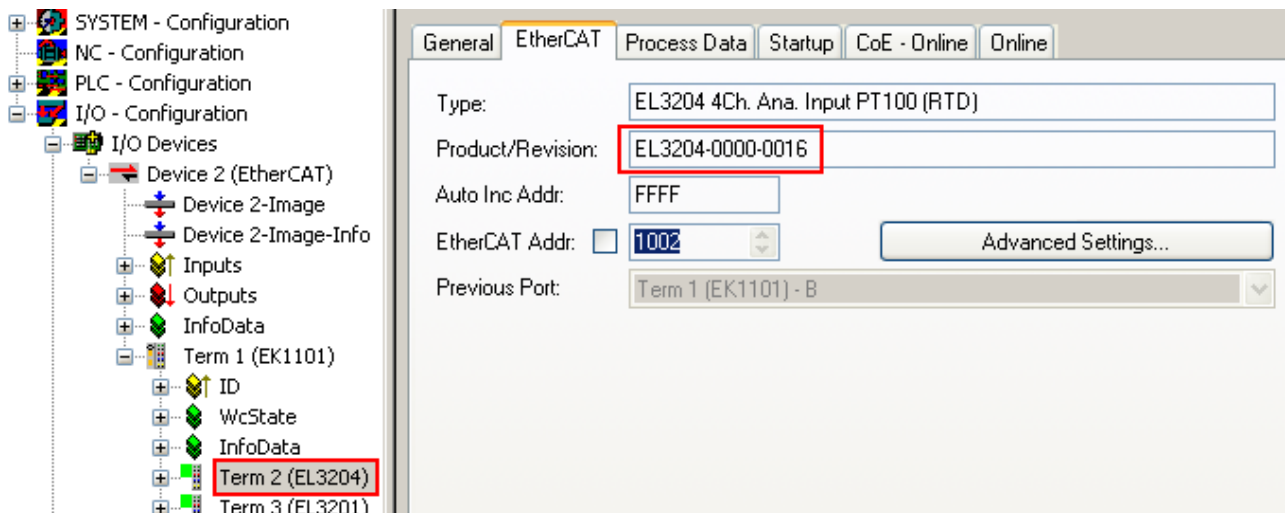 SYSTEM - Configuration
NC - Configuration
PLC - Configuration
I/O - Configuration
I/O Devices
Device 2 (EtherCAT)
Device 2-Image
Device 2-Image-Info
Inputs
Outputs
InfoData
Term 1 (EK1101)
ID
WcState
InfoData
Term 2 (EL3204)
Term 3 (EL3201)
General EtherCAT Process Data Startup CoE - Online Online
Type: EL3204 4Ch. Ana. Input PT100 (RTD)
Product/Revision: EL3204-0000-0016
Auto Inc Addr: FFFF
EtherCAT Addr: 1002 Advanced Settings...
Previous Port: Term 1 (EK1101) - B